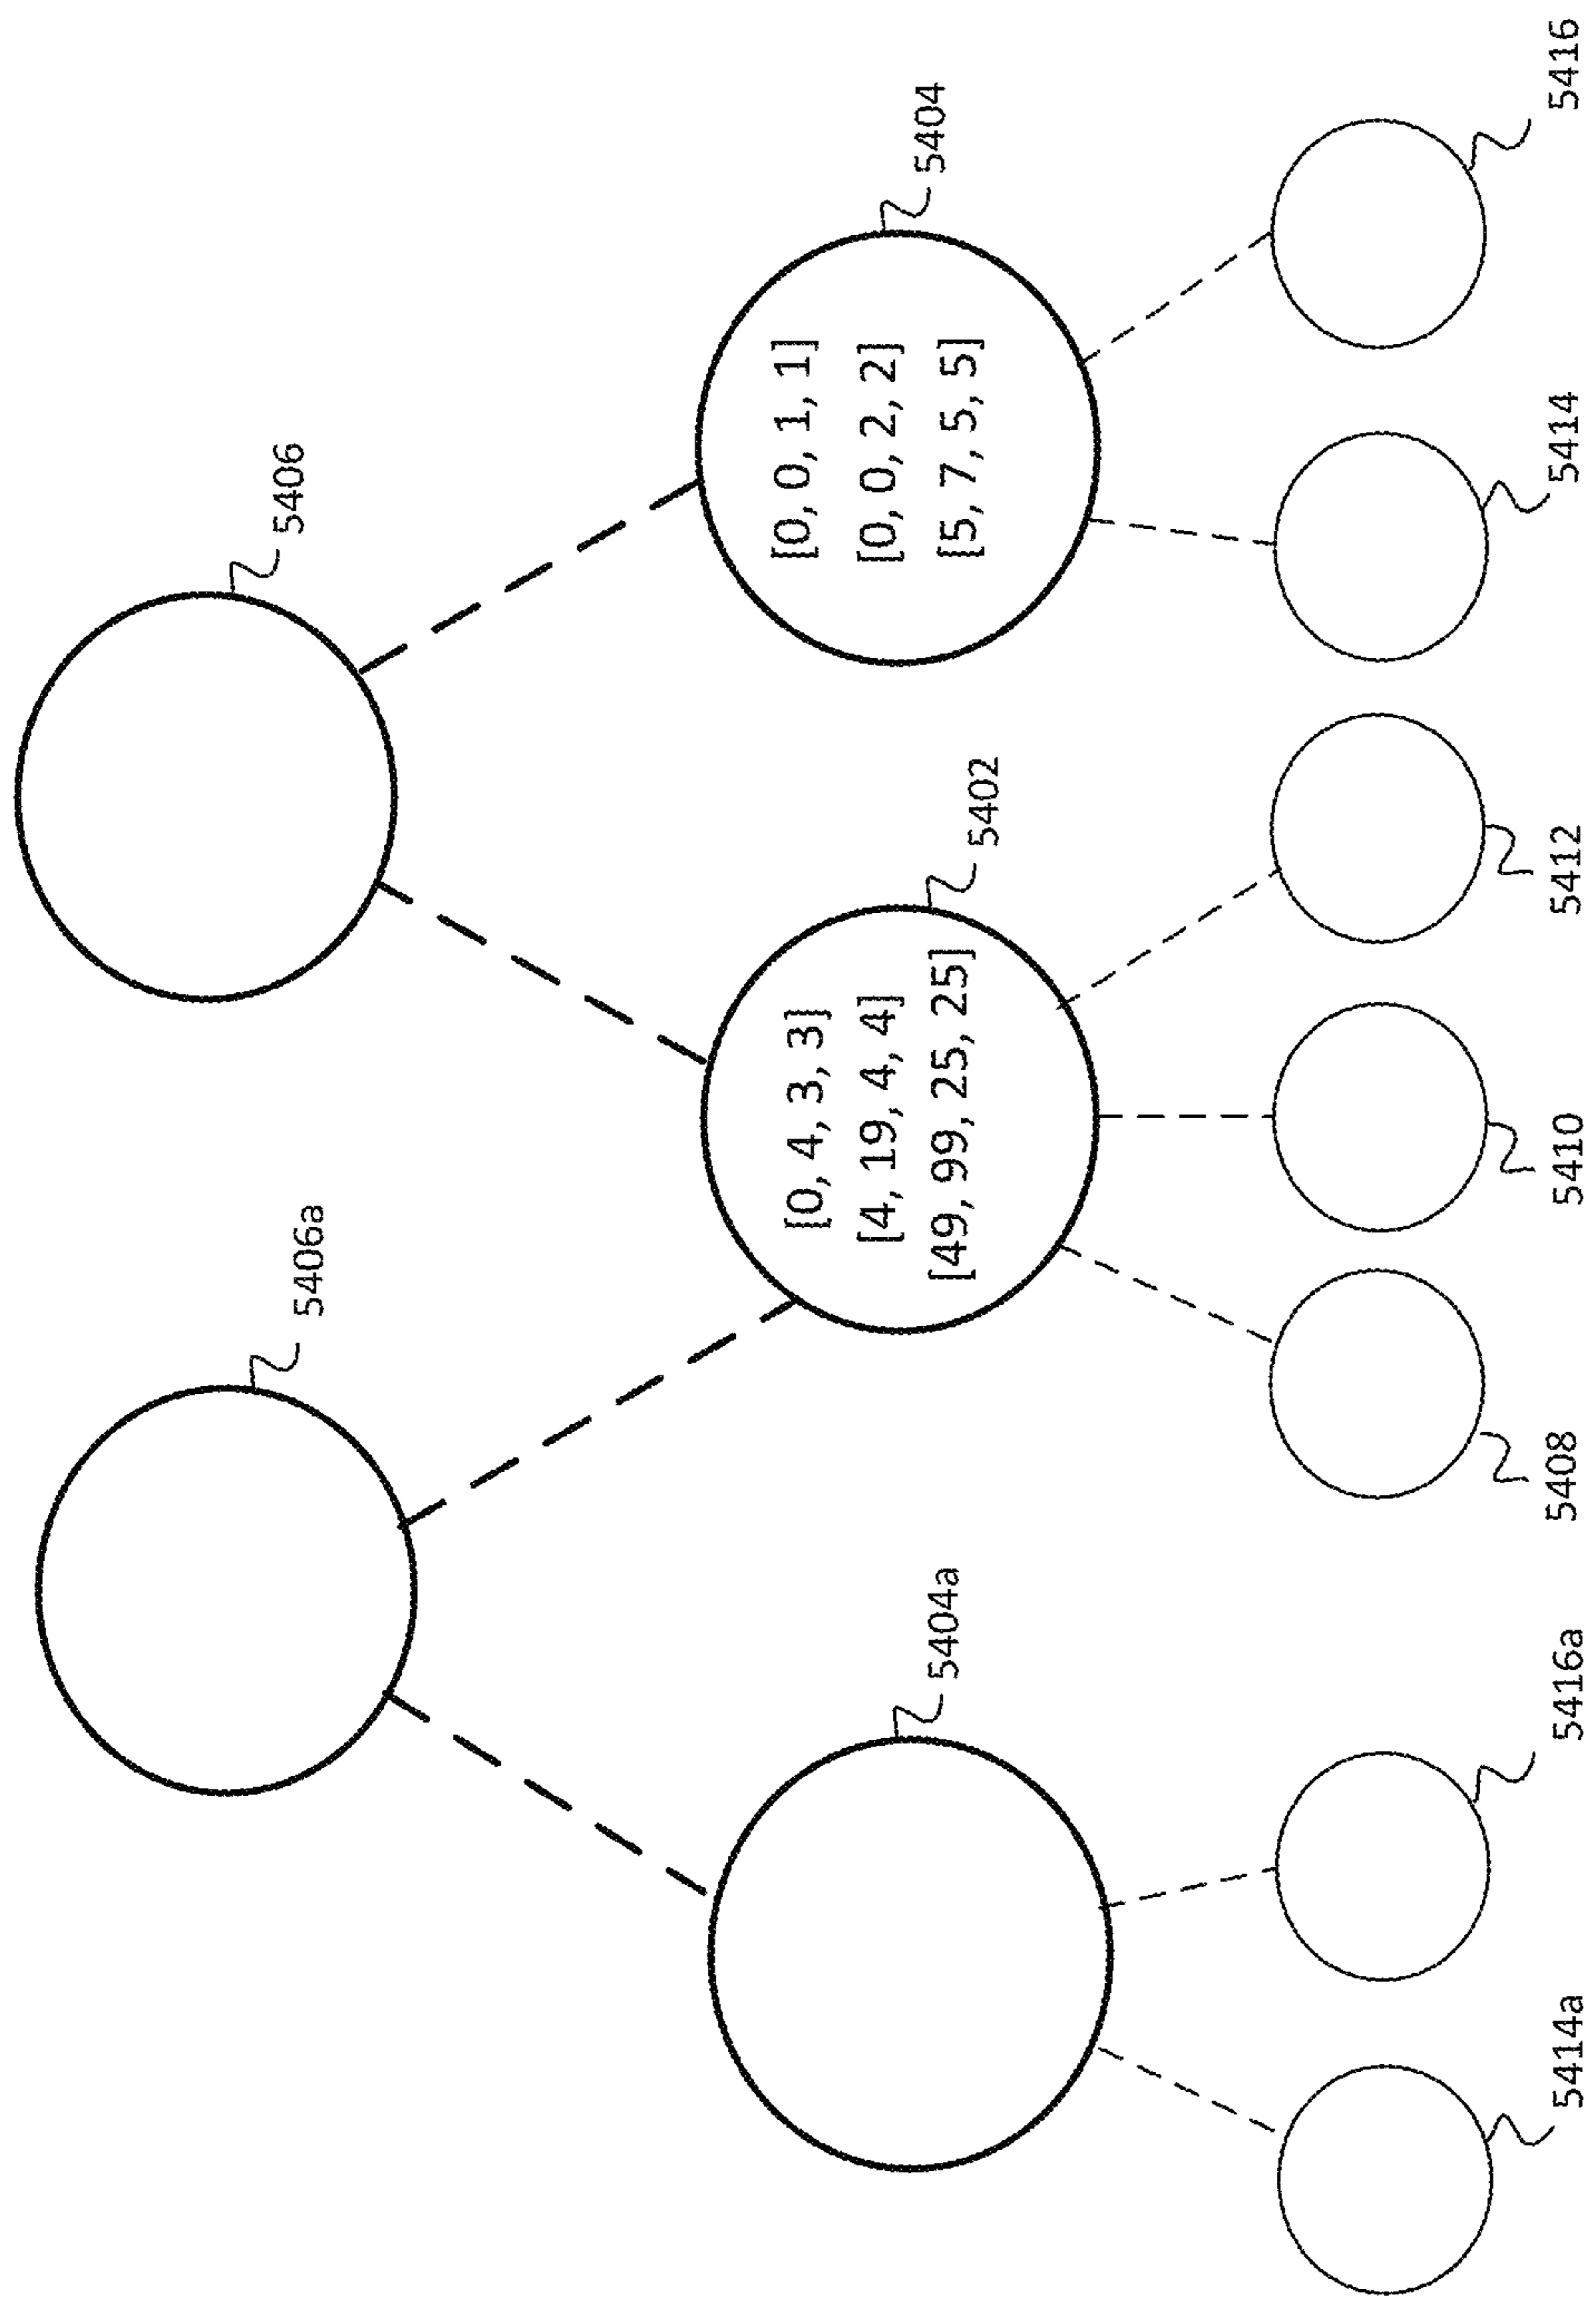 5406a
5406
[0, 4, 3, 3]
[4, 19, 4, 4]
[49, 99, 25, 25]
[0, 0, 1, 1]
[0, 0, 2, 2]
[5, 7, 5, 5]
5404a
5402
5404
5414a
5416a
5408
5410
5412
5414
5416